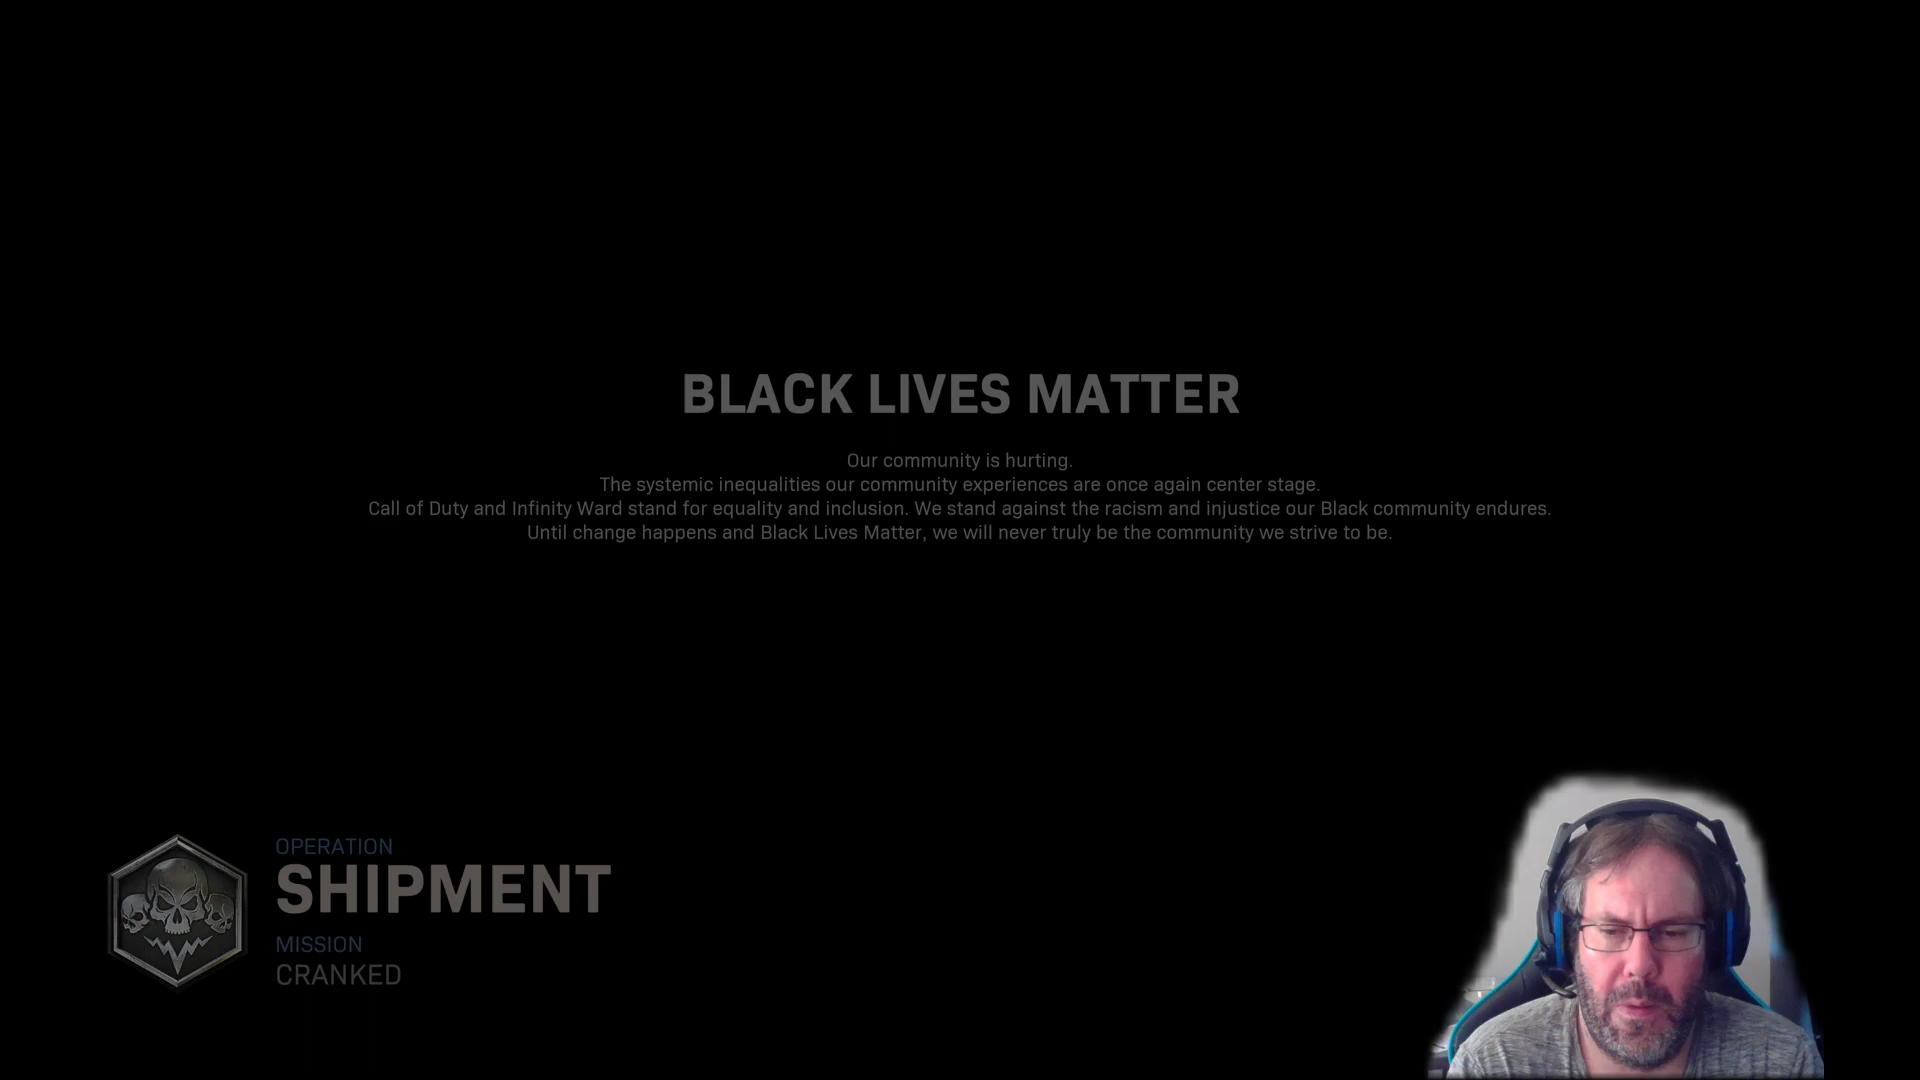 BLACK LIVES MATTER
Our community is hurting.
The systemic inequalities our community experiences are once again center stage.
Call of Duty and Infinity Ward stand for equality and inclusion. We stand against the racism and injustice our Black community endures.
Until change happens and Black Lives Matter, we will never truly be the community we strive to be.
OPERATION
SHIPMENT
MISSION
CRANKED